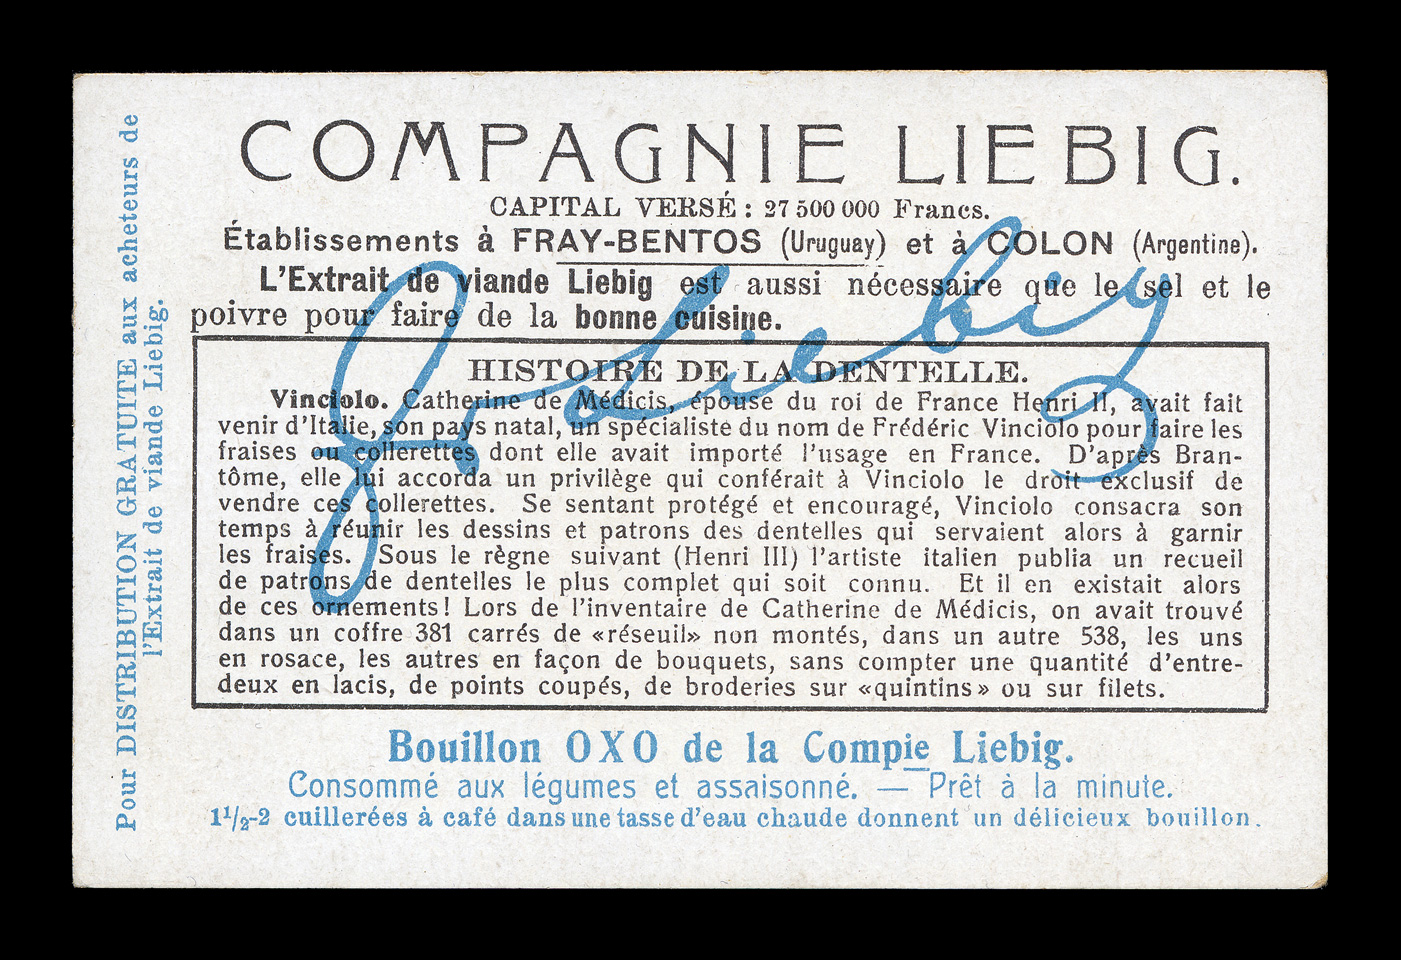 COMPAGNIE LIEBIG.
CAPITAL VERSÉ : 27 500 000 Francs.
Établissements à FRAY-BENTOS (Uruguay) et à COLON (Argentine).
L'Extrait de viande Liebig est aussi nécessaire que le sel et le
poivre pour faire de la bonne cuisine.
HISTOIRE DE LA DENTELLE.
Vinciolo. Catherine de Médicis, épouse du roi de France Henri II, avait fait
venir d'Italie, son pays natal, un spécialiste du nom de Frédéric Vinciolo pour faire les
fraises ou collerettes dont elle avait importé l'usage en France. D'après Bran-
tôme, elle lui accorda un privilège qui conférait à Vinciolo le droit exclusif de
vendre ces collerettes. Se sentant protégé et encouragé, Vinciolo consacra son
temps à réunir les dessins et patrons des dentelles qui servaient alors à garnir
les fraises. Sous le règne suivant (Henri III) l'artiste italien publia un recueil
de patrons de dentelles le plus complet qui soit connu. Et il en existait alors
de ces ornements! Lors de l'inventaire de Catherine de Médicis, on avait trouvé
dans un coffre 381 carrés de «réseuil» non montés, dans un autre 538, les uns
en rosace, les autres en façon de bouquets, sans compter une quantité d'entre-
deux en lacis, de points coupés, de broderies sur «quintins» ou sur filets.
Bouillon OXO de la Compie Liebig.
Consommé aux légumes et assaisonné. — Prêt à la minute.
1½-2 cuillerées à café dans une tasse d'eau chaude donnent un délicieux bouillon.
Pour DISTRIBUTION GRATUITE aux acheteurs de
l'Extrait de viande Liebig.
J v Liebig